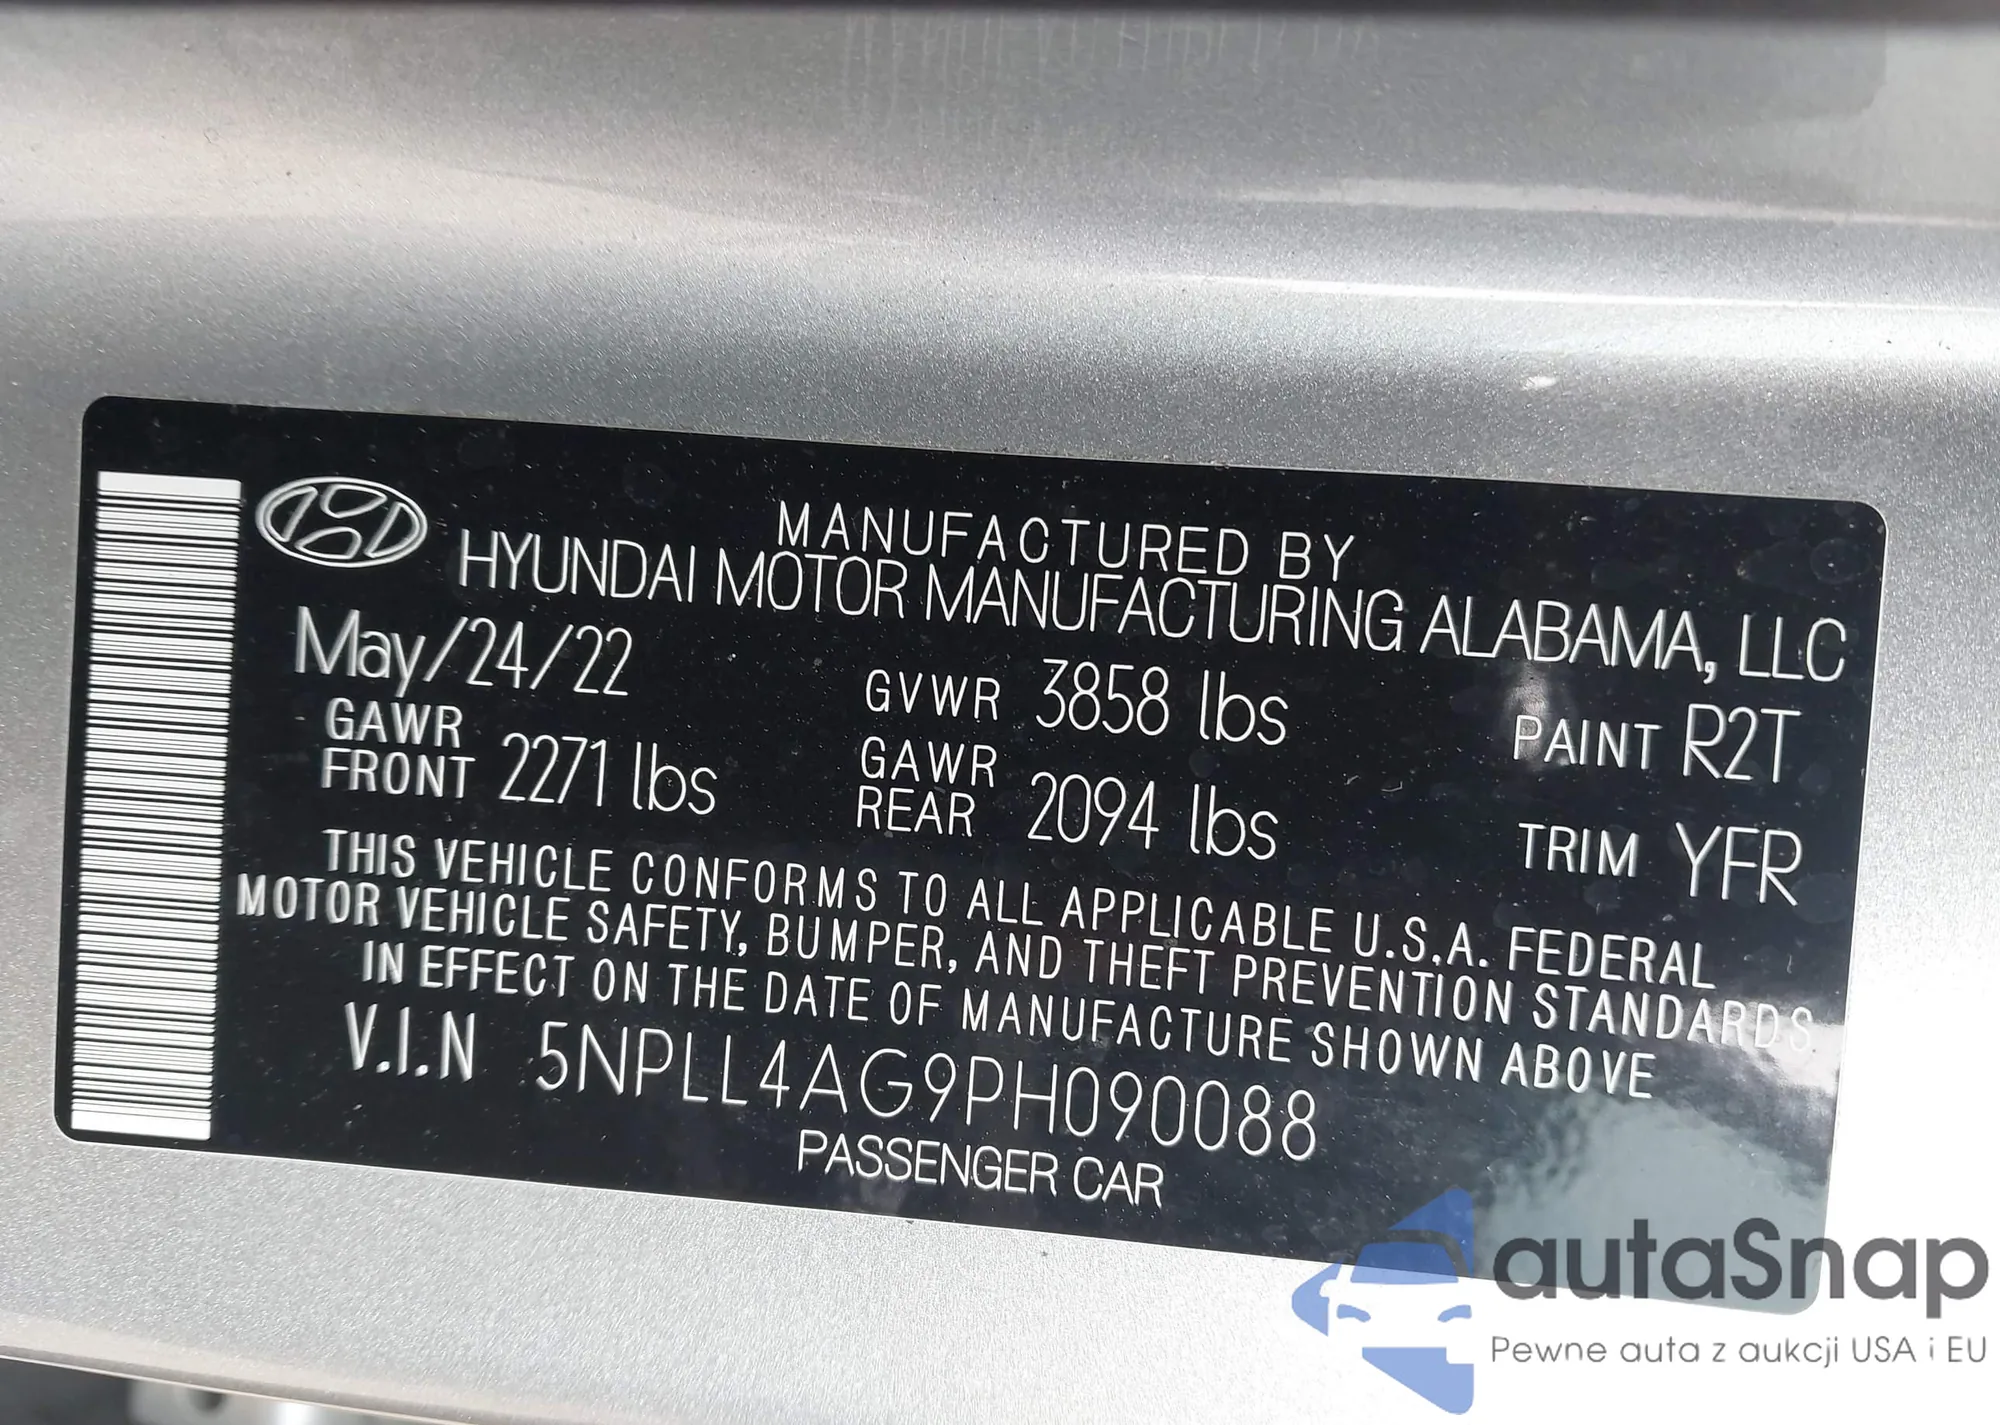 MANUFACTURED BY
HYUNDAI MOTOR MANUFACTURING ALABAMA, LLC
May/24/22 GVWR 3858 lbs PAINT R2T
GAWR FRONT 2271 lbs GAWR REAR 2094 lbs TRIM YFR
THIS VEHICLE CONFORMS TO ALL APPLICABLE U.S.A. FEDERAL
MOTOR VEHICLE SAFETY, BUMPER, AND THEFT PREVENTION STANDARDS
IN EFFECT ON THE DATE OF MANUFACTURE SHOWN ABOVE
V.I.N 5NPLL4AG9PH090088
PASSENGER CAR
autaSnap
Pewne auta z aukcji USA i EU